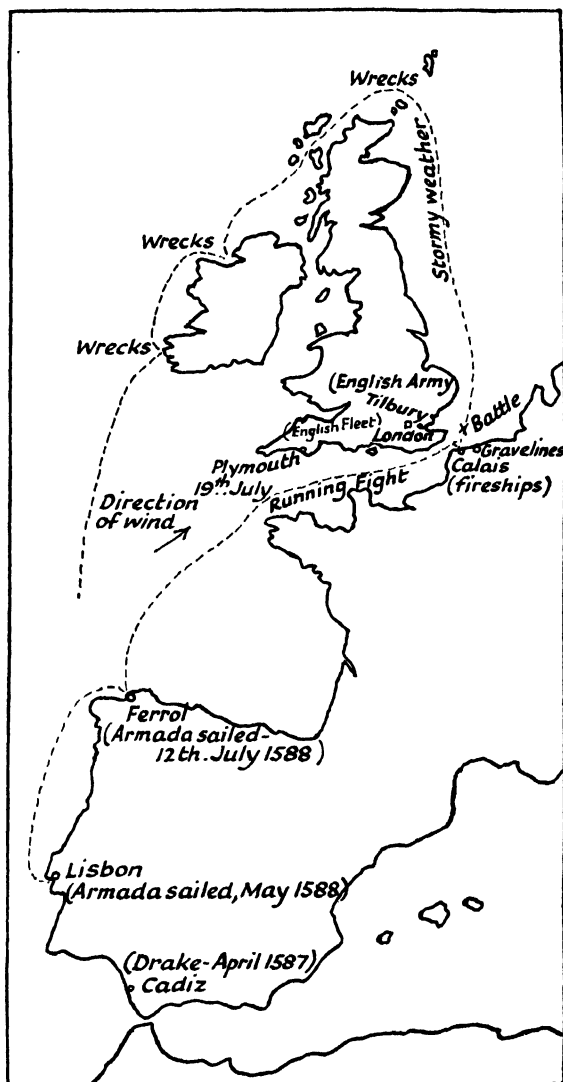 Wrecks
Stormy weather
Wrecks
Wrecks
(English Army
Tilbury
(English Fleet)
London
x Battle
Gravelines
Calais
(fireships)
Plymouth
19th. July
Running Fight
Direction
of wind
Ferrol
(Armada sailed-
12th. July 1588)
Lisbon
(Armada sailed, May 1588)
(Drake-April 1587)
Cadiz